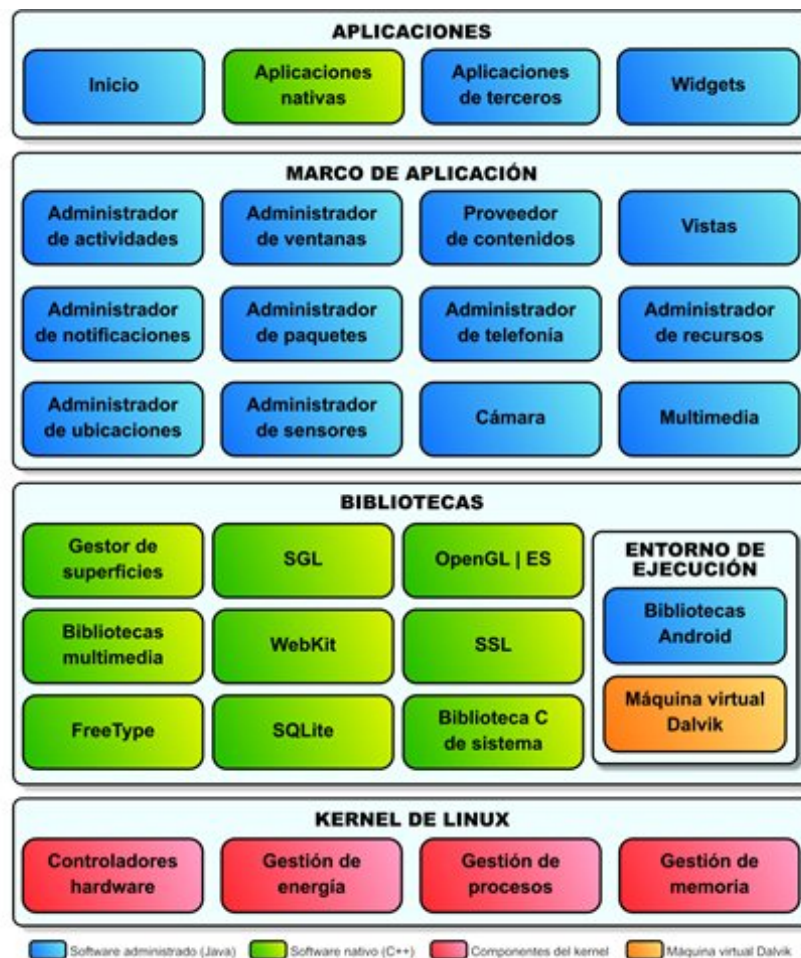 APLICACIONES
Inicio
Aplicaciones
nativas
Aplicaciones
de terceros
Widgets
MARCO DE APLICACIÓN
Administrador
de actividades
Administrador
de ventanas
Proveedor
de contenidos
Vistas
Administrador
de notificaciones
Administrador
de paquetes
Administrador
de telefonía
Administrador
de recursos
Administrador
de ubicaciones
Administrador
de sensores
Cámara
Multimedia
BIBLIOTECAS
Gestor de
superficies
SGL
OpenGL | ES
Bibliotecas
multimedia
WebKit
SSL
FreeType
SQLite
Biblioteca C
de sistema
ENTORNO DE
EJECUCIÓN
Bibliotecas
Android
Máquina virtual
Dalvik
KERNEL DE LINUX
Controladores
hardware
Gestión de
energía
Gestión de
procesos
Gestión de
memoria
Software administrado (Java)
Software nativo (C++)
Componentes del kernel
Máquina virtual Dalvik